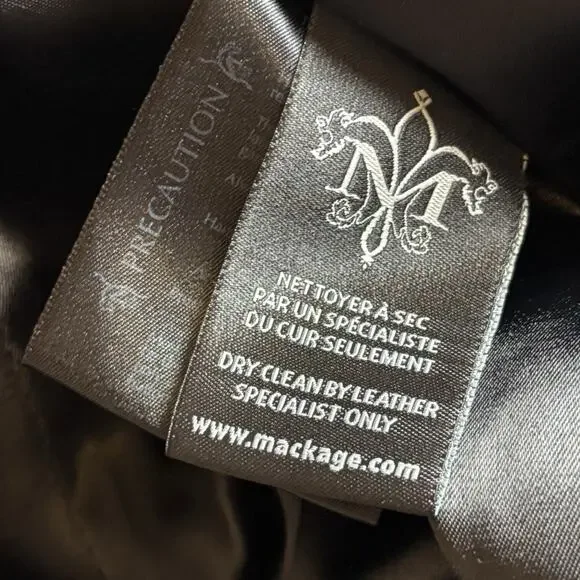 PRECAUTION
M
NETTOYER À SEC
PAR UN SPÉCIALISTE
DU CUIR SEULEMENT
DRY CLEAN BY LEATHER
SPECIALIST ONLY
www.mackage.com